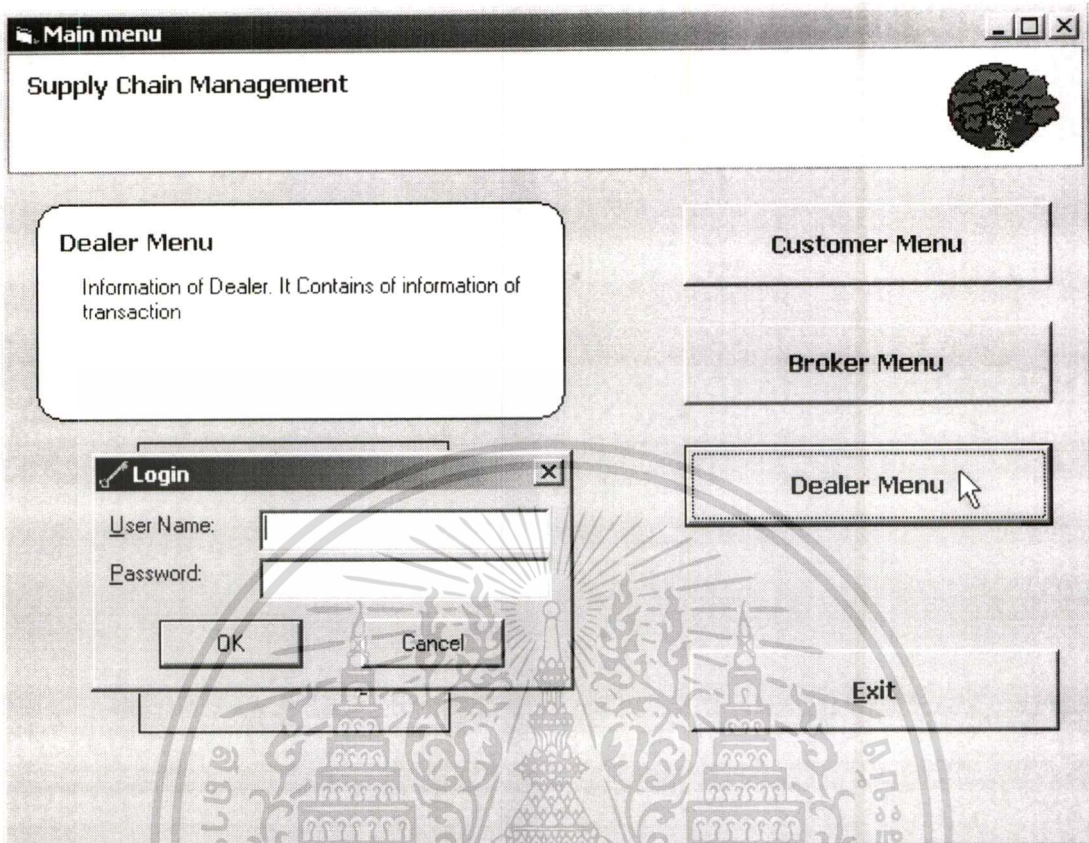 Main menu
Supply Chain Management
Dealer Menu
Information of Dealer. It Contains of information of
transaction
Customer Menu
Broker Menu
Dealer Menu
Login
User Name:
Password:
OK
Cancel
Exit